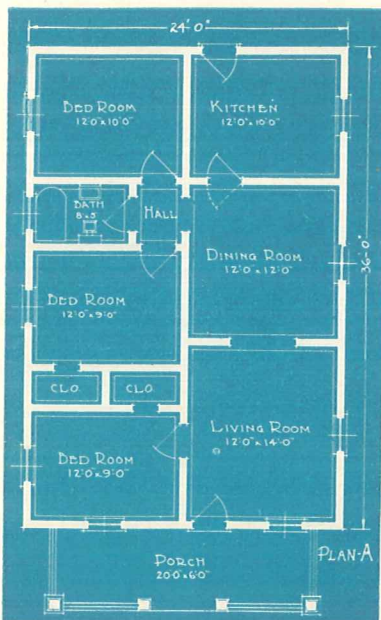 24'0"
BED ROOM
12'0"x10'0"
KITCHEN
12'0"x10'0"
BATH
8x5
HALL
DINING ROOM
12'0"x12'0"
36'-0"
BED ROOM
12'0"x9'0"
CLO.
CLO.
LIVING ROOM
12'0"x14'0"
BED ROOM
12'0"x9'0"
PORCH
20'0"x6'0"
PLAN-A